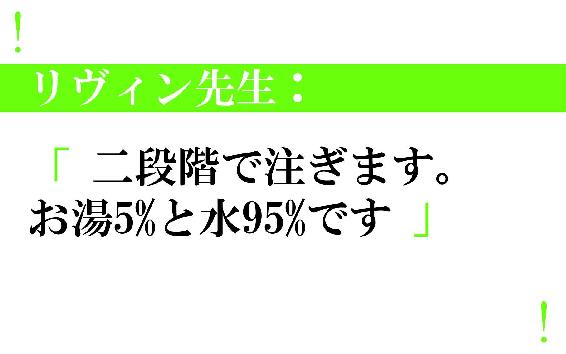 !
リヴィン先生：
「 二段階で注ぎます。
お湯5%と水95%です 」
!